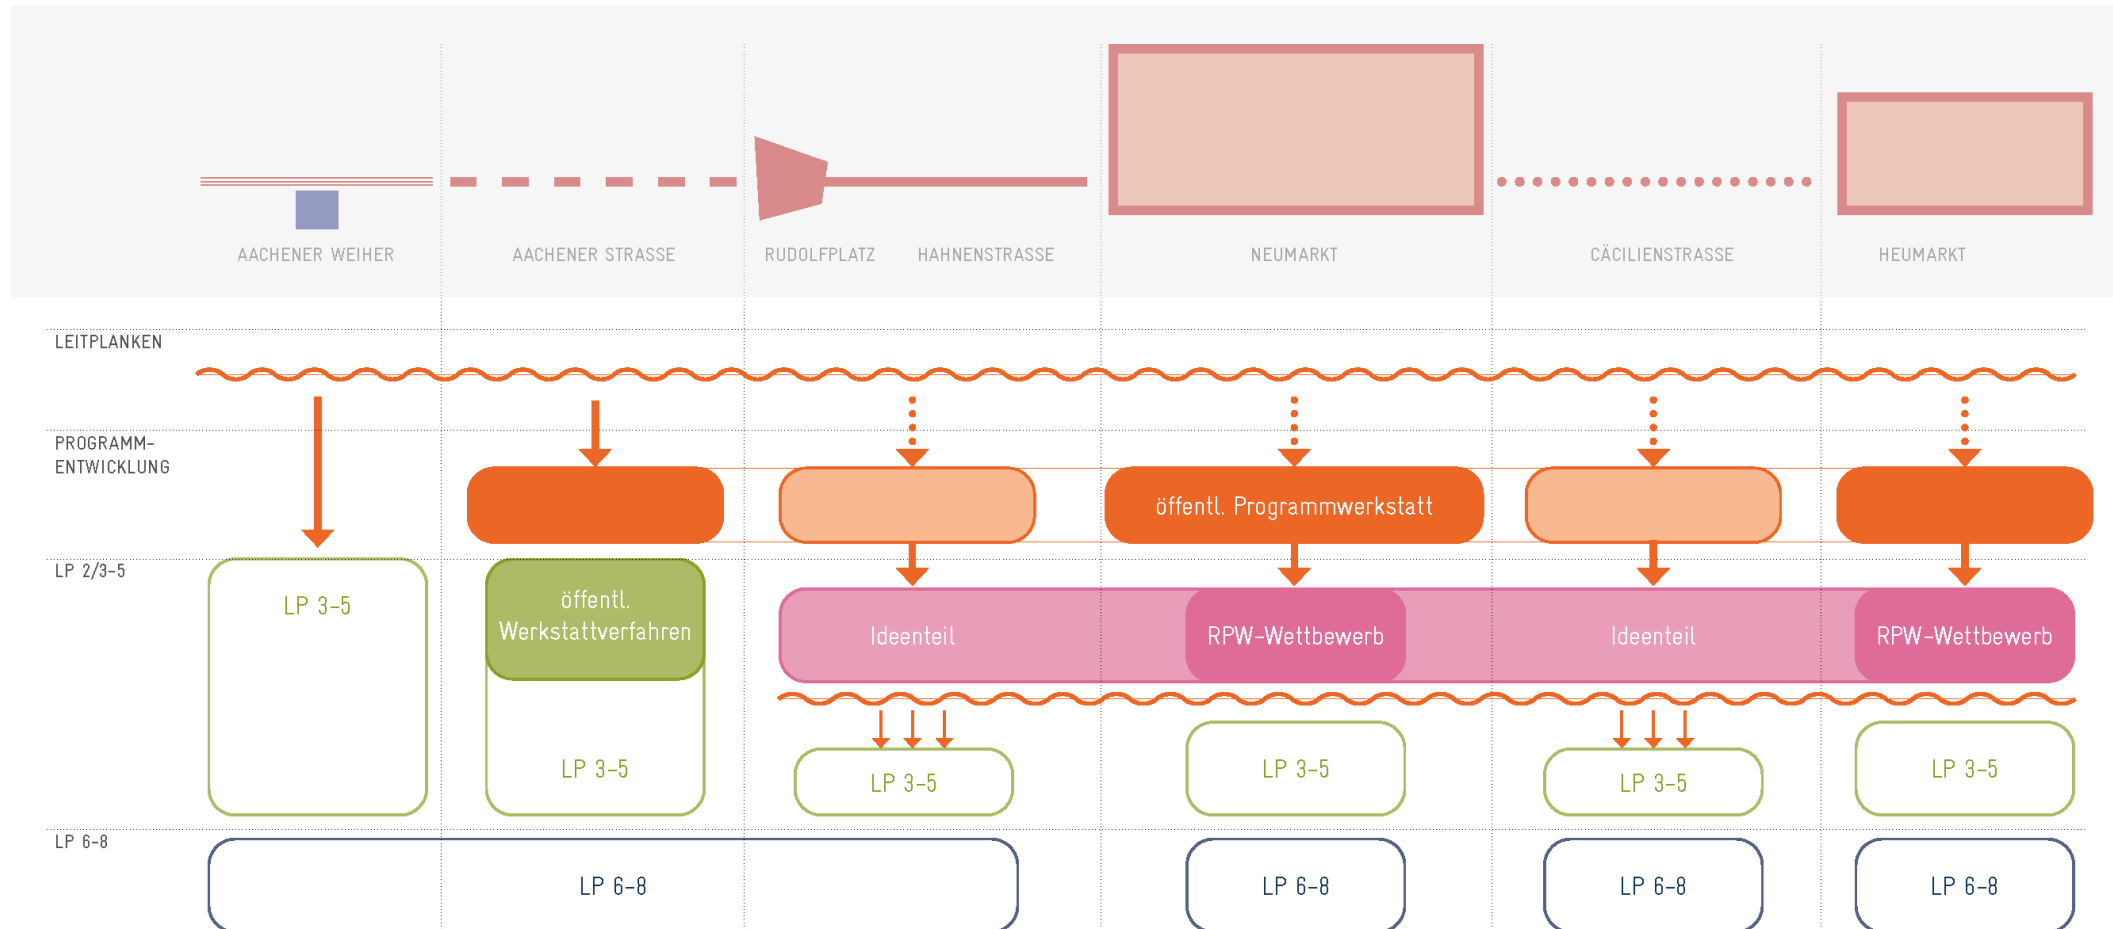 AACHENER WEIHER
AACHENER STRASSE
RUDOLFPLATZ
HAHNENSTRASSE
NEUMARKT
CÄCILIENSTRASSE
HEUMARKT
LEITPLANKEN
PROGRAMM-
ENTWICKLUNG
öffentl. Programmwerkstatt
LP 2/3-5
LP 3-5
öffentl.
Werkstattverfahren
Ideenteil
RPW-Wettbewerb
Ideenteil
RPW-Wettbewerb
LP 3-5
LP 3-5
LP 3-5
LP 3-5
LP 3-5
LP 6-8
LP 6-8
LP 6-8
LP 6-8
LP 6-8